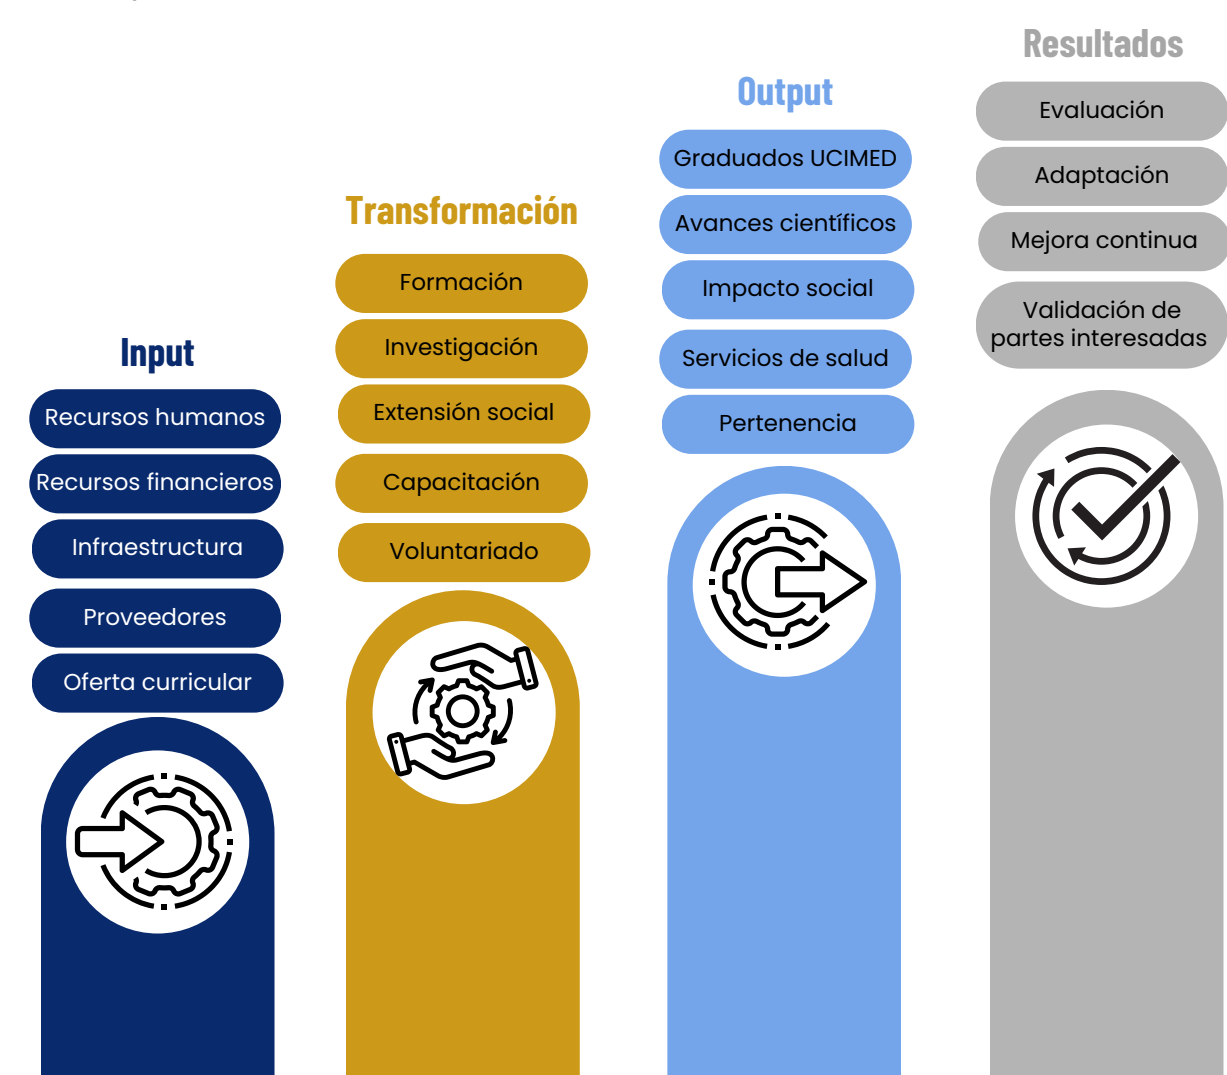 Input
Recursos humanos
Recursos financieros
Infraestructura
Proveedores
Oferta curricular
Transformación
Formación
Investigación
Extensión social
Capacitación
Voluntariado
Output
Graduados UCIMED
Avances científicos
Impacto social
Servicios de salud
Pertenencia
Resultados
Evaluación
Adaptación
Mejora continua
Validación de
partes interesadas